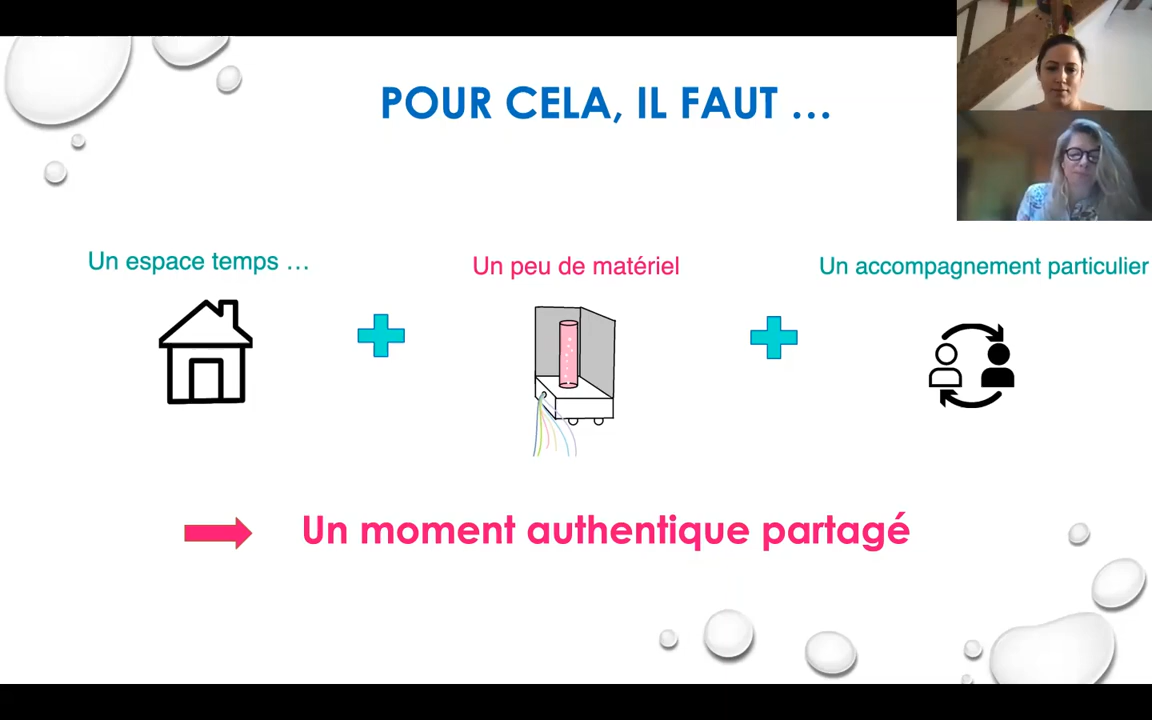 POUR CELA, IL FAUT ...
Un espace temps ...
Un peu de matériel
Un accompagnement particulier
Un moment authentique partagé